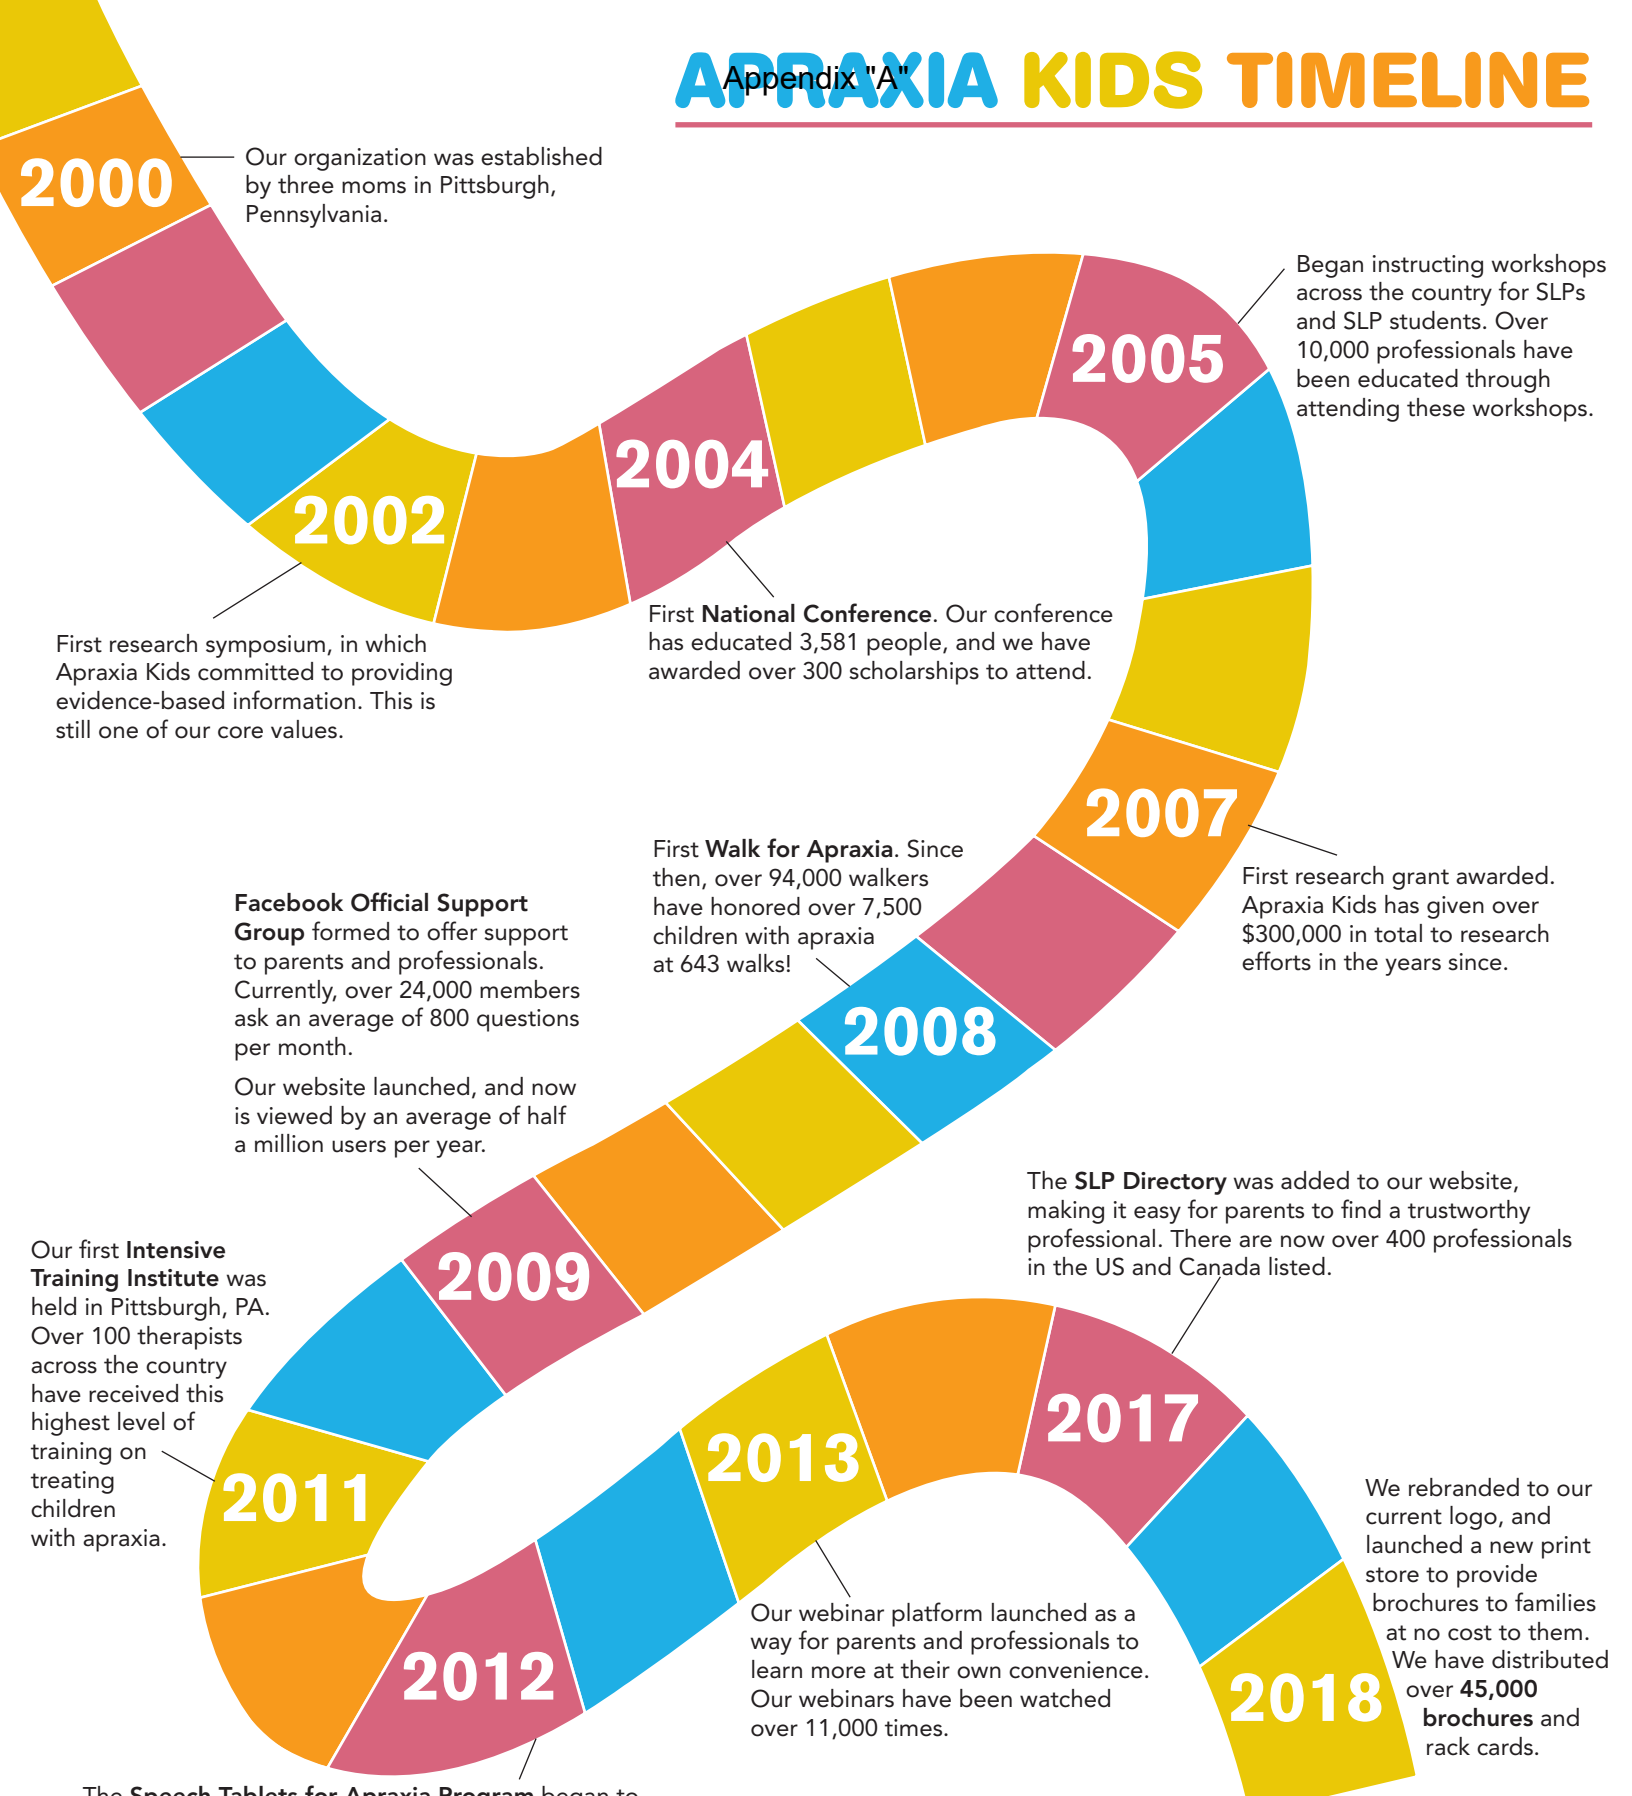 APRAXIA KIDS TIMELINE
Appendix "A"
2000
Our organization was established
by three moms in Pittsburgh,
Pennsylvania.
2002
First research symposium, in which
Apraxia Kids committed to providing
evidence-based information. This is
still one of our core values.
2004
First National Conference. Our conference
has educated 3,581 people, and we have
awarded over 300 scholarships to attend.
2005
Began instructing workshops
across the country for SLPs
and SLP students. Over
10,000 professionals have
been educated through
attending these workshops.
2007
First research grant awarded.
Apraxia Kids has given over
$300,000 in total to research
efforts in the years since.
2008
First Walk for Apraxia. Since
then, over 94,000 walkers
have honored over 7,500
children with apraxia
at 643 walks!
2009
Facebook Official Support
Group formed to offer support
to parents and professionals.
Currently, over 24,000 members
ask an average of 800 questions
per month.
Our website launched, and now
is viewed by an average of half
a million users per year.
2011
Our first Intensive
Training Institute was
held in Pittsburgh, PA.
Over 100 therapists
across the country
have received this
highest level of
training on
treating
children
with apraxia.
2012
The Speech Tablets for Apraxia Program began to
2013
Our webinar platform launched as a
way for parents and professionals to
learn more at their own convenience.
Our webinars have been watched
over 11,000 times.
2017
The SLP Directory was added to our website,
making it easy for parents to find a trustworthy
professional. There are now over 400 professionals
in the US and Canada listed.
2018
We rebranded to our
current logo, and
launched a new print
store to provide
brochures to families
at no cost to them.
We have distributed
over 45,000
brochures and
rack cards.